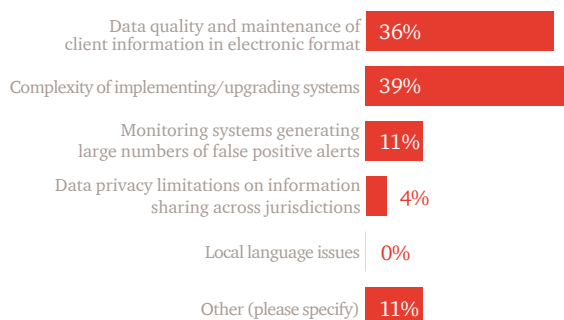 Data quality and maintenance of
client information in electronic format
36%
Complexity of implementing/upgrading systems
39%
Monitoring systems generating
large numbers of false positive alerts
11%
Data privacy limitations on information
sharing across jurisdictions
4%
Local language issues
0%
Other (please specify)
11%